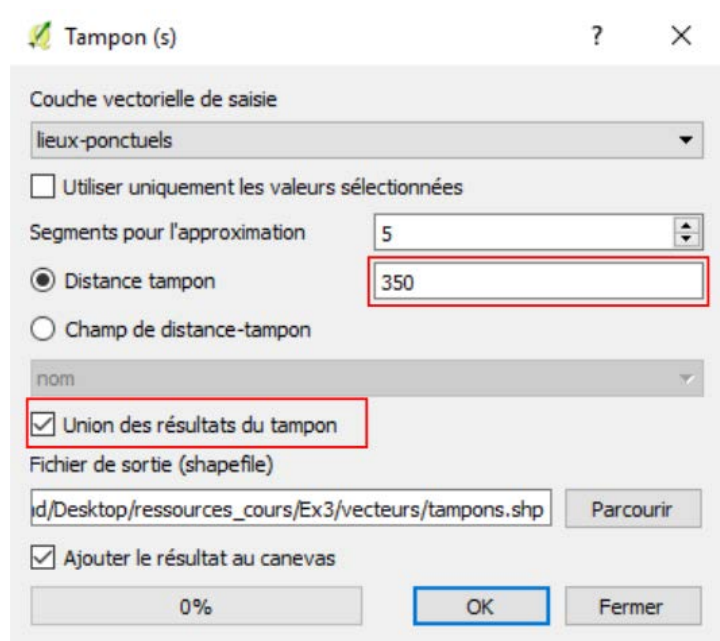 Tampon (s) ?
Couche vectorielle de saisie
lieux-ponctuels
Utiliser uniquement les valeurs sélectionnées
Segments pour l'approximation 5
Distance tampon 350
Champ de distance-tampon
nom
Union des résultats du tampon
Fichier de sortie (shapefile)
d/Desktop/ressources_cours/Ex3/vecteurs/tampons.shp Parcourir
Ajouter le résultat au canevas
0% OK Fermer